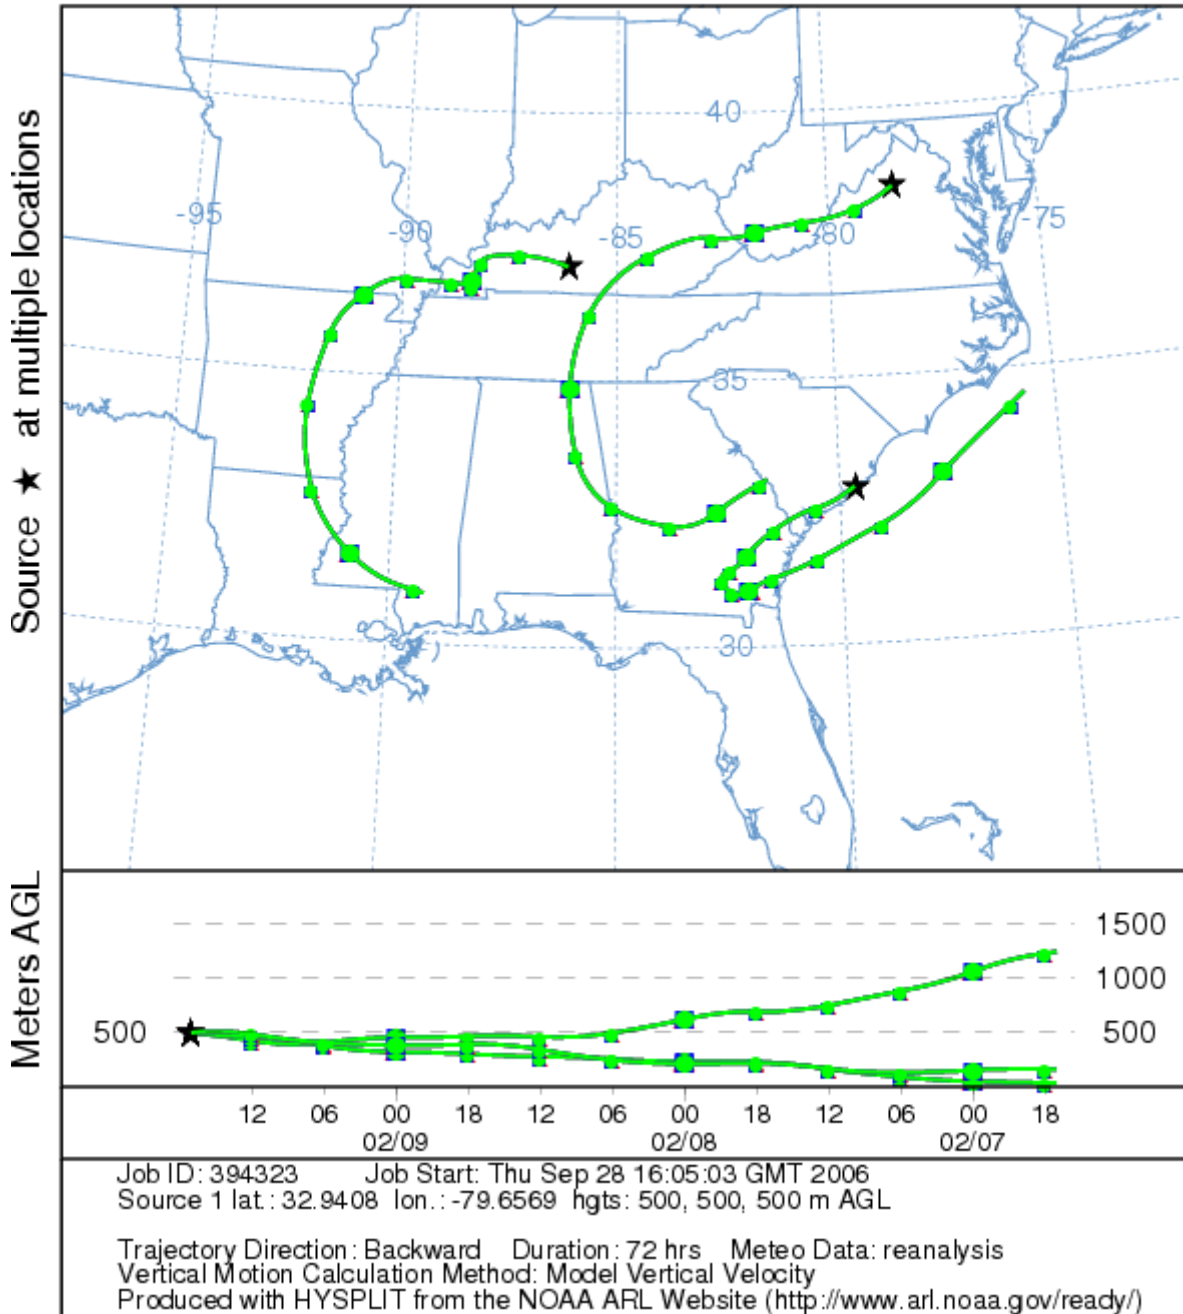 40
-95
-90
-85
-80
-75
35
30
Source ★ at multiple locations
Meters AGL
1500
1000
500
500
12 06 00 18 12 06 00 18 12 06 00 18
02/09 02/08 02/07
Job ID: 394323 Job Start: Thu Sep 28 16:05:03 GMT 2006
Source 1 lat.: 32.9408 lon.: -79.6569 hgts: 500, 500, 500 m AGL
Trajectory Direction: Backward Duration: 72 hrs Meteo Data: reanalysis
Vertical Motion Calculation Method: Model Vertical Velocity
Produced with HYSPLIT from the NOAA ARL Website (http://www.arl.noaa.gov/ready/)